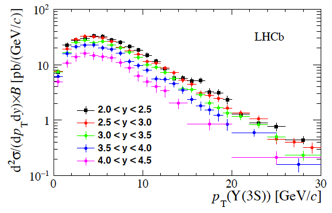 d²σ/(dp_T dy)×B [pb/(GeV/c)]
10²
10
1
10⁻¹
LHCb
2.0 < y < 2.5
2.5 < y < 3.0
3.0 < y < 3.5
3.5 < y < 4.0
4.0 < y < 4.5
0 10 20 30
p_T(Υ(3S)) [GeV/c]